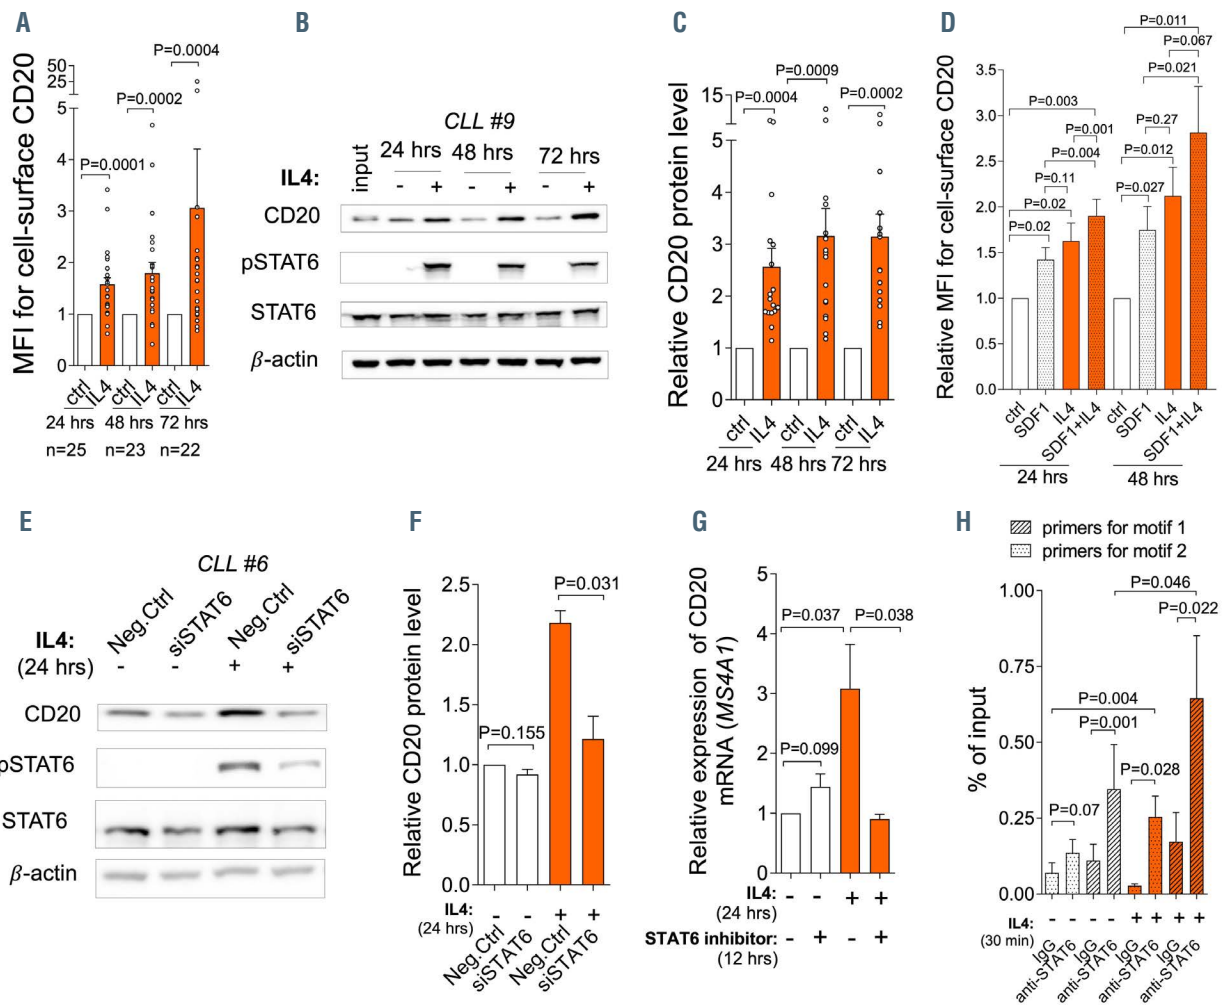 A
MFI for cell-surface CD20
50
25
5
4
3
2
1
0
P=0.0001
P=0.0002
P=0.0004
ctrl
IL4
ctrl
IL4
ctrl
IL4
24 hrs
48 hrs
72 hrs
n=25
n=23
n=22
B
CLL #9
input
24 hrs
48 hrs
72 hrs
IL4:
- + - + - +
CD20
pSTAT6
STAT6
β-actin
C
Relative CD20 protein level
15
5
4
3
2
1
0
P=0.0004
P=0.0009
P=0.0002
ctrl
IL4
ctrl
IL4
ctrl
IL4
24 hrs
48 hrs
72 hrs
D
Relative MFI for cell-surface CD20
3.5
3.0
2.5
2.0
1.5
1.0
0.5
0.0
P=0.011
P=0.067
P=0.021
P=0.003
P=0.001
P=0.27
P=0.004
P=0.012
P=0.11
P=0.027
P=0.02
P=0.02
ctrl
SDF1
IL4
SDF1+IL4
ctrl
SDF1
IL4
SDF1+IL4
24 hrs
48 hrs
E
CLL #6
Neg.Ctrl
siSTAT6
Neg.Ctrl
siSTAT6
IL4:
(24 hrs)
- - + +
CD20
pSTAT6
STAT6
β-actin
F
Relative CD20 protein level
2.5
2.0
1.5
1.0
0.5
0.0
P=0.031
P=0.155
IL4:
(24 hrs)
- - + +
Neg.Ctrl
siSTAT6
Neg.Ctrl
siSTAT6
G
Relative expression of CD20
mRNA (MS4A1)
5
4
3
2
1
0
P=0.037
P=0.038
P=0.099
IL4:
(24 hrs)
- - + +
STAT6 inhibitor:
(12 hrs)
- + - +
H
primers for motif 1
primers for motif 2
% of input
1.00
0.75
0.50
0.25
0.00
P=0.046
P=0.022
P=0.004
P=0.001
P=0.028
P=0.07
IL4:
(30 min)
- - - - + + + +
IgG
anti-STAT6
IgG
anti-STAT6
IgG
anti-STAT6
IgG
anti-STAT6